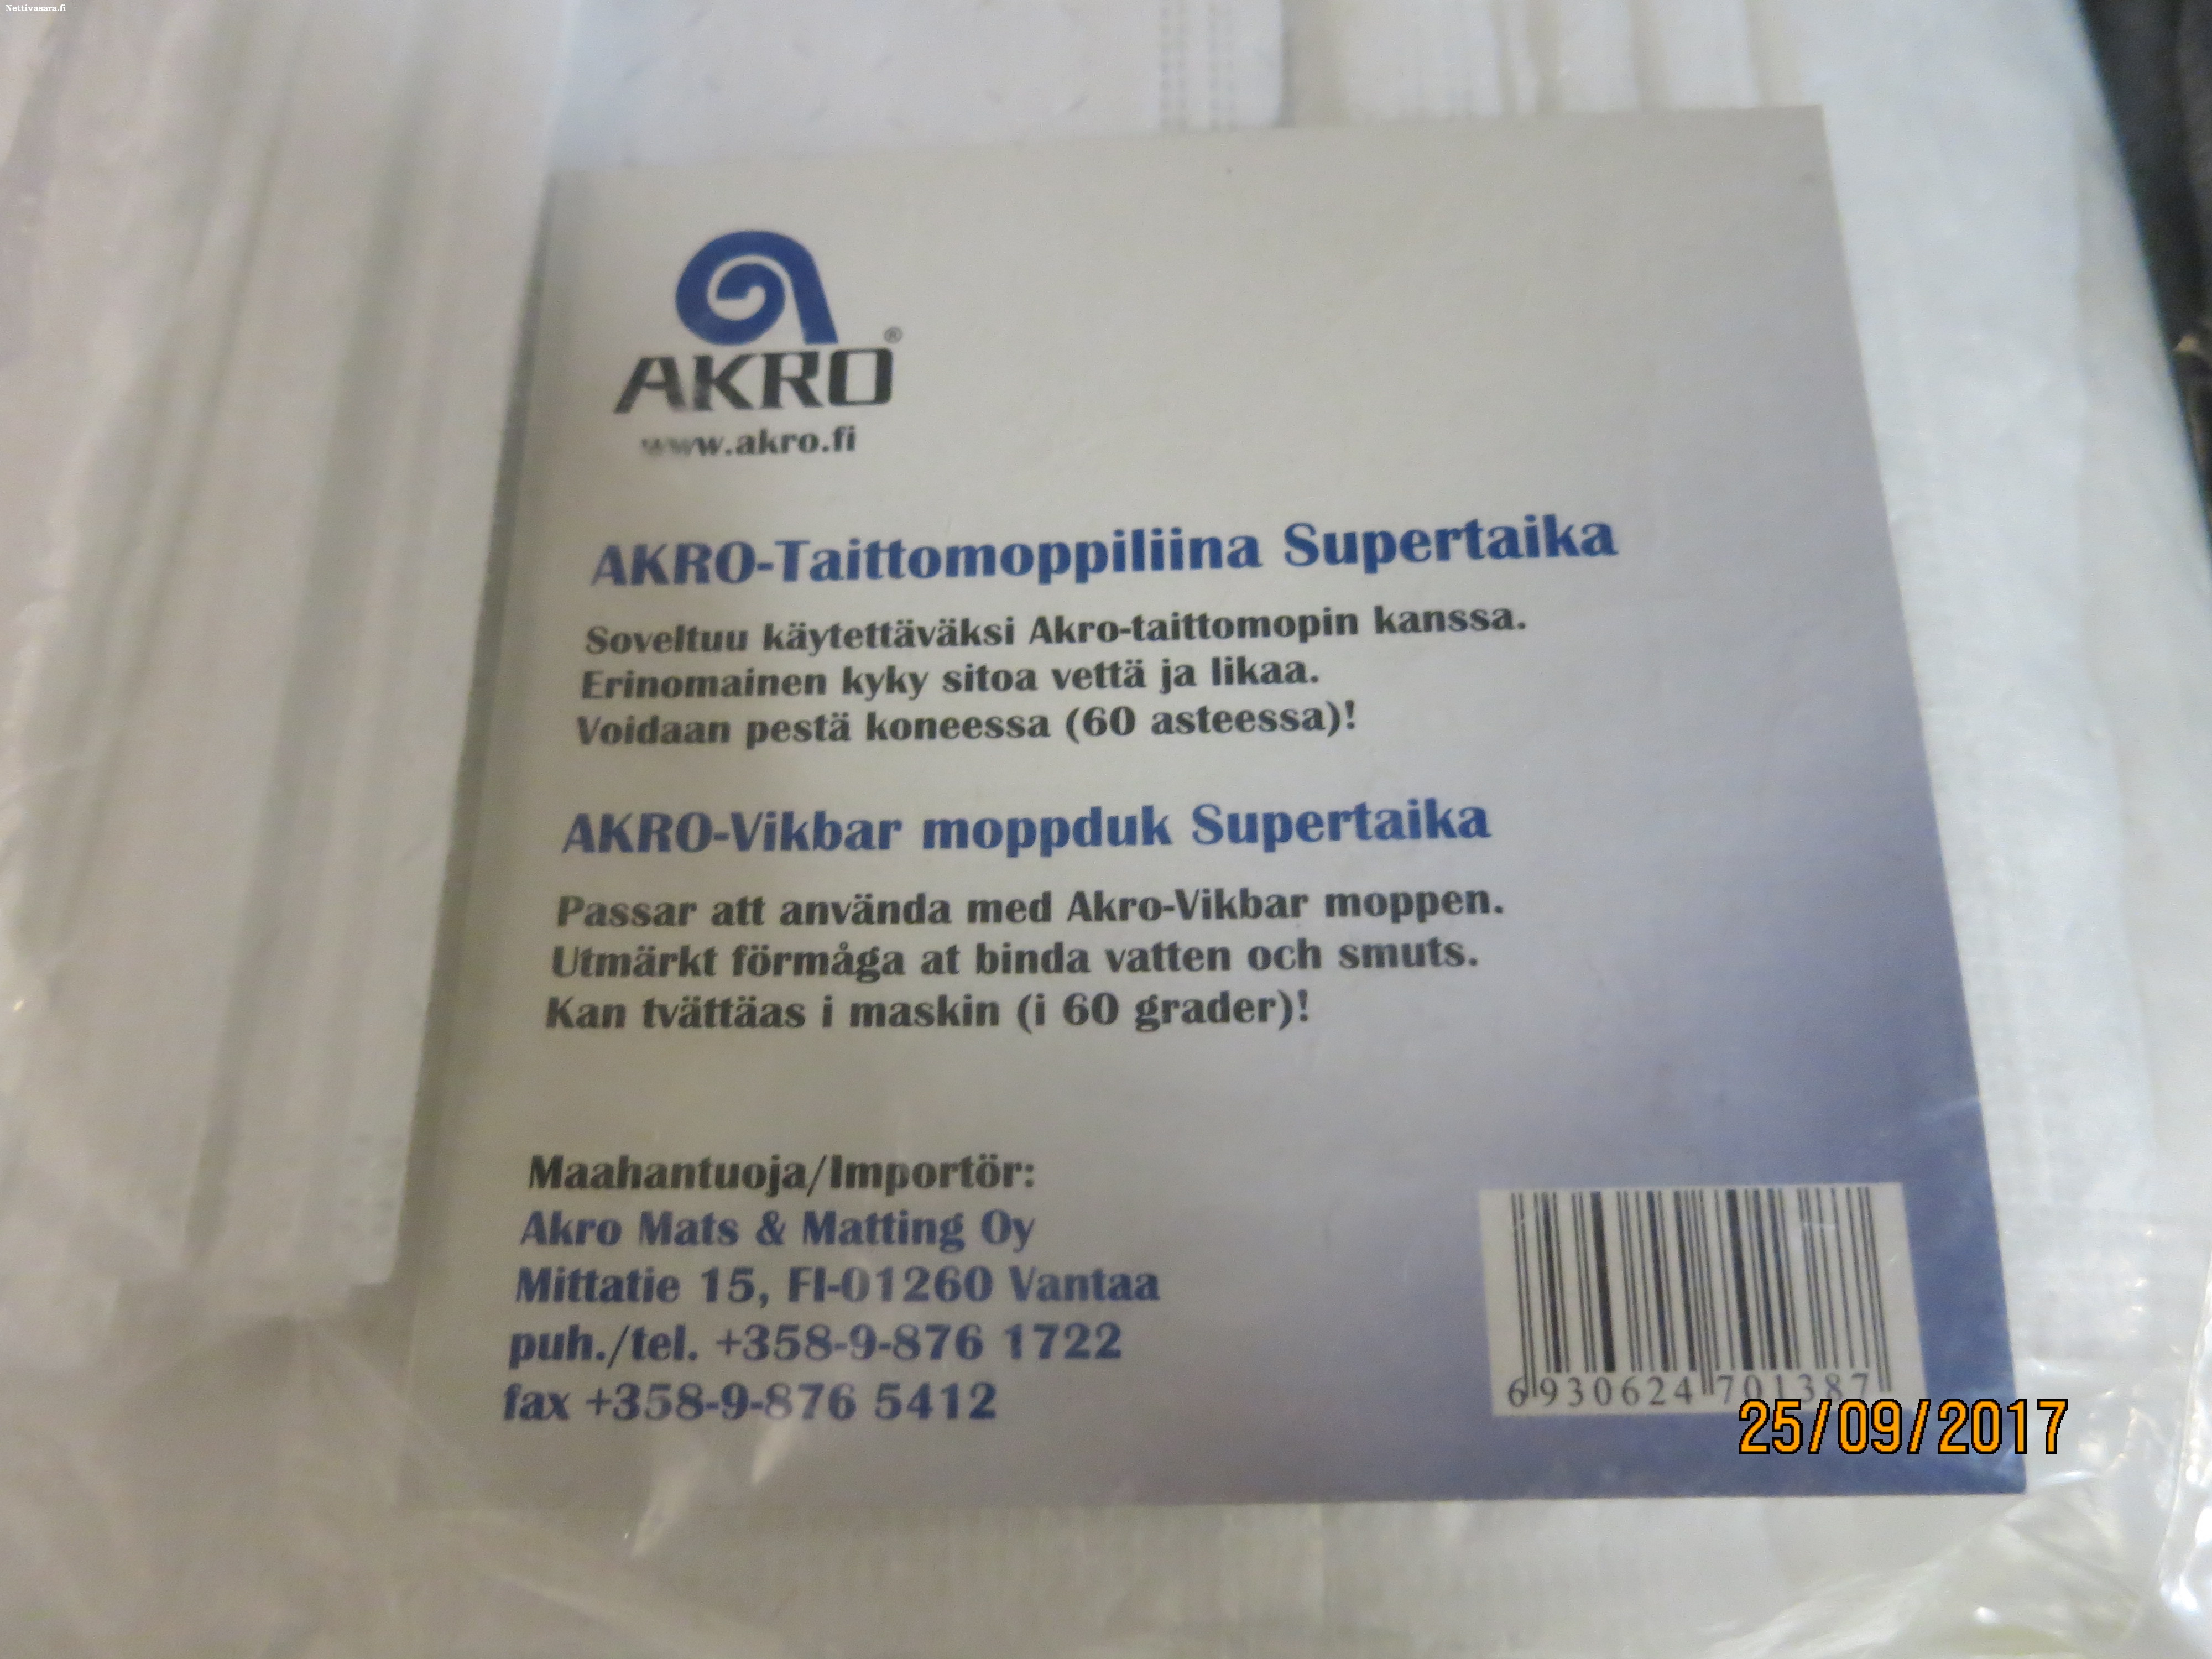 Nettivasara.fi
AKRO®
www.akro.fi
AKRO-Taittomoppiliina Supertaika
Soveltuu käytettäväksi Akro-taittomopin kanssa.
Erinomainen kyky sitoa vettä ja likaa.
Voidaan pestä koneessa (60 asteessa)!
AKRO-Vikbar moppduk Supertaika
Passar att använda med Akro-Vikbar moppen.
Utmärkt förmåga at binda vatten och smuts.
Kan tvättäas i maskin (i 60 grader)!
Maahantuoja/Importör:
Akro Mats & Matting Oy
Mittatie 15, FI-01260 Vantaa
puh./tel. +358-9-876 1722
fax +358-9-876 5412
6 930624 701387
25/09/2017